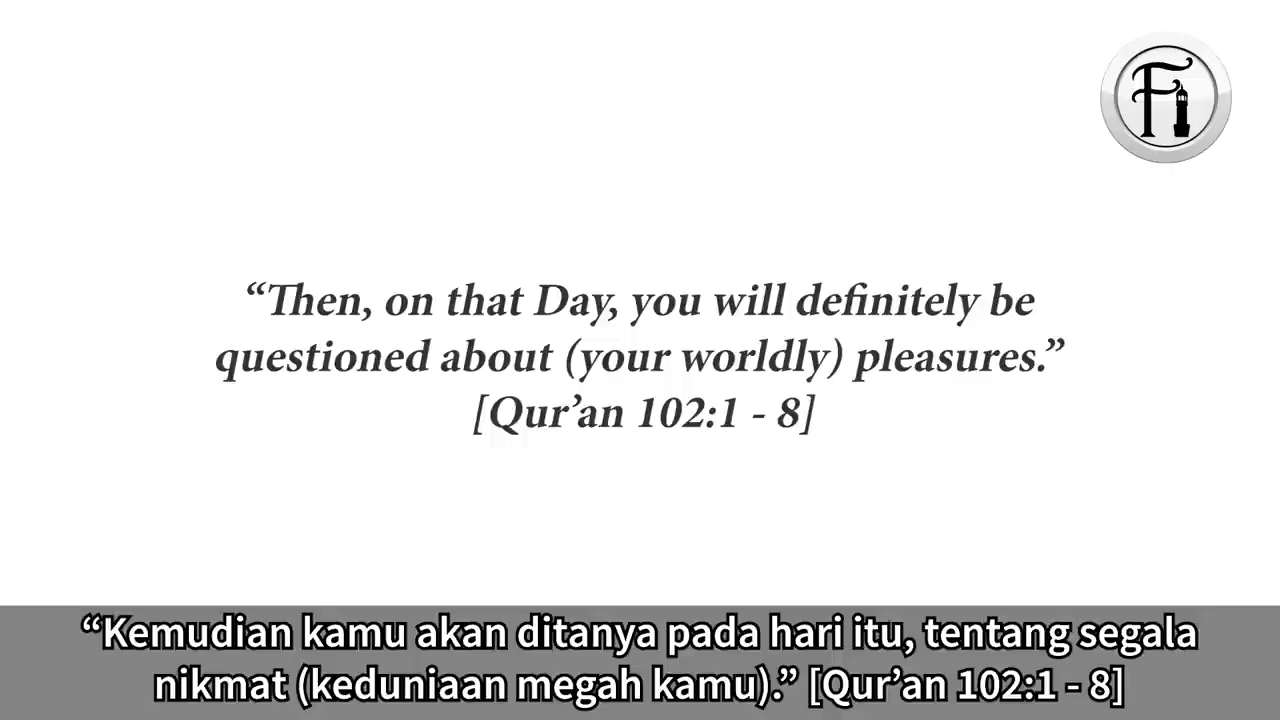 Fi
“Then, on that Day, you will definitely be
questioned about (your worldly) pleasures.”
[Qur’an 102:1 - 8]
“Kemudian kamu akan ditanya pada hari itu, tentang segala
nikmat (keduniaan megah kamu).” [Qur’an 102:1 - 8]